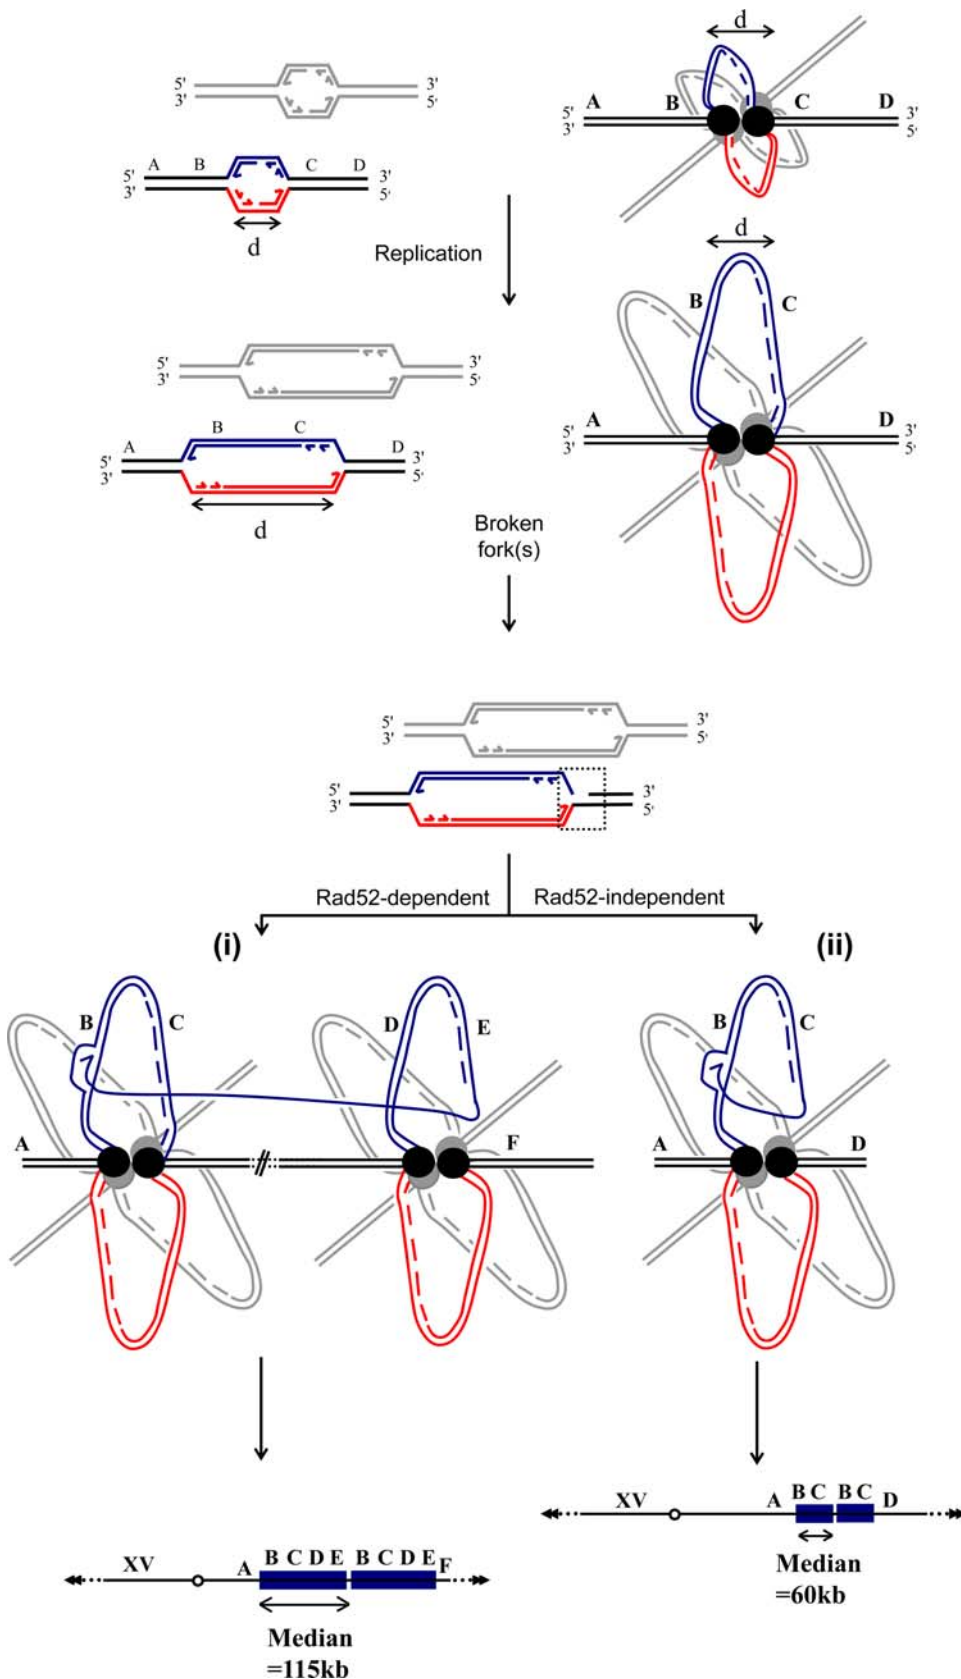 d
5' 3'
3' 5'
A B C D
5' 3'
3' 5'
A B C D
5' 3'
3' 5'
d
Replication
d
B C
5' 3'
3' 5'
A D
5' 3'
3' 5'
A B C D
5' 3'
3' 5'
d
Broken
fork(s)
5' 3'
3' 5'
5' 3'
3' 5'
Rad52-dependent Rad52-independent
(i) (ii)
B C D E B C
A F A D
XV A B C B C D
Median
=60kb
XV A B C D E B C D E F
Median
=115kb